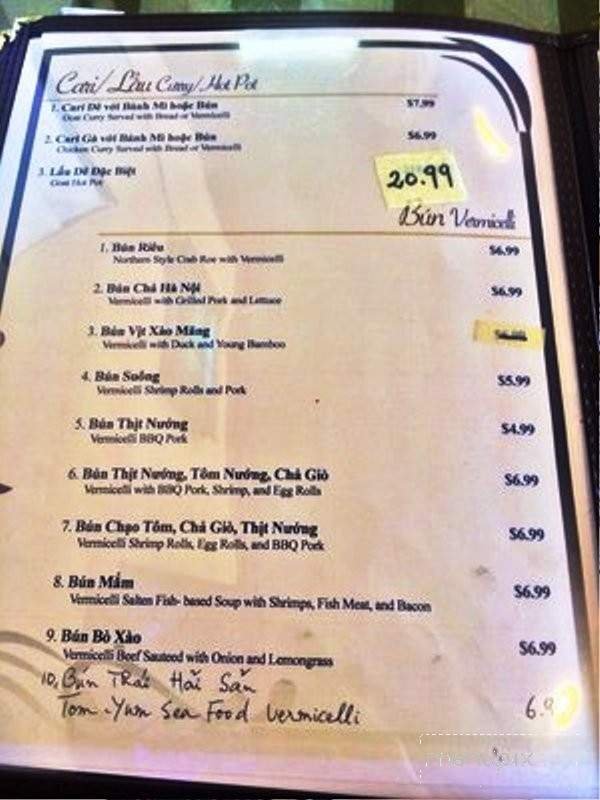 Cari/ Lẩu Curry/ Hot Pot
1. Cari Dê với Bánh Mì hoặc Bún $7.99
Goat Curry Served with Bread or Vermicelli
2. Cari Gà với Bánh Mì hoặc Bún $6.99
Chicken Curry Served with Bread or Vermicelli
3. Lẩu Dê Đặc Biệt 20.99
Goat Hot Pot
Bún Vermicelli
1. Bún Riêu $6.99
Northern Style Crab Roe with Vermicelli
2. Bún Chả Hà Nội $6.99
Vermicelli with Grilled Pork and Lettuce
3. Bún Vịt Xáo Măng
Vermicelli with Duck and Young Bamboo
4. Bún Suông $5.99
Vermicelli Shrimp Rolls and Pork
5. Bún Thịt Nướng $4.99
Vermicelli BBQ Pork
6. Bún Thịt Nướng, Tôm Nướng, Chả Giò $6.99
Vermicelli with BBQ Pork, Shrimp, and Egg Rolls
7. Bún Chạo Tôm, Chả Giò, Thịt Nướng $6.99
Vermicelli Shrimp Rolls, Egg Rolls, and BBQ Pork
8. Bún Mắm $6.99
Vermicelli Salten Fish- based Soup with Shrimps, Fish Meat, and Bacon
9. Bún Bò Xào $6.99
Vermicelli Beef Sauteed with Onion and Lemongrass
10, Bun Thái Hải Sản
Tom-Yum Sea Food Vermicelli 6.9